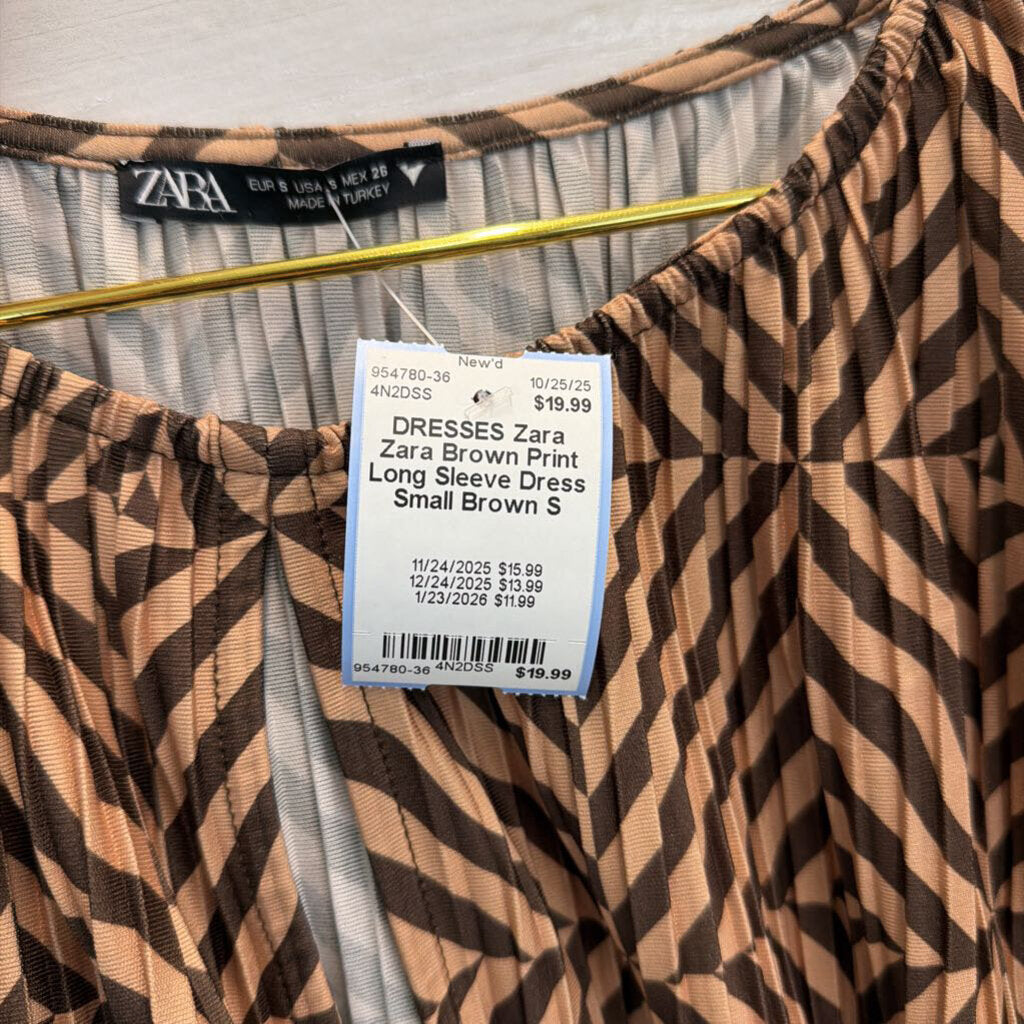 ZARA
EUR S USA S MEX 26
MADE IN TURKEY
New'd
954780-36
4N2DSS
10/25/25
$19.99
DRESSES Zara
Zara Brown Print
Long Sleeve Dress
Small Brown S
11/24/2025 $15.99
12/24/2025 $13.99
1/23/2026 $11.99
954780-36 4N2DSS $19.99